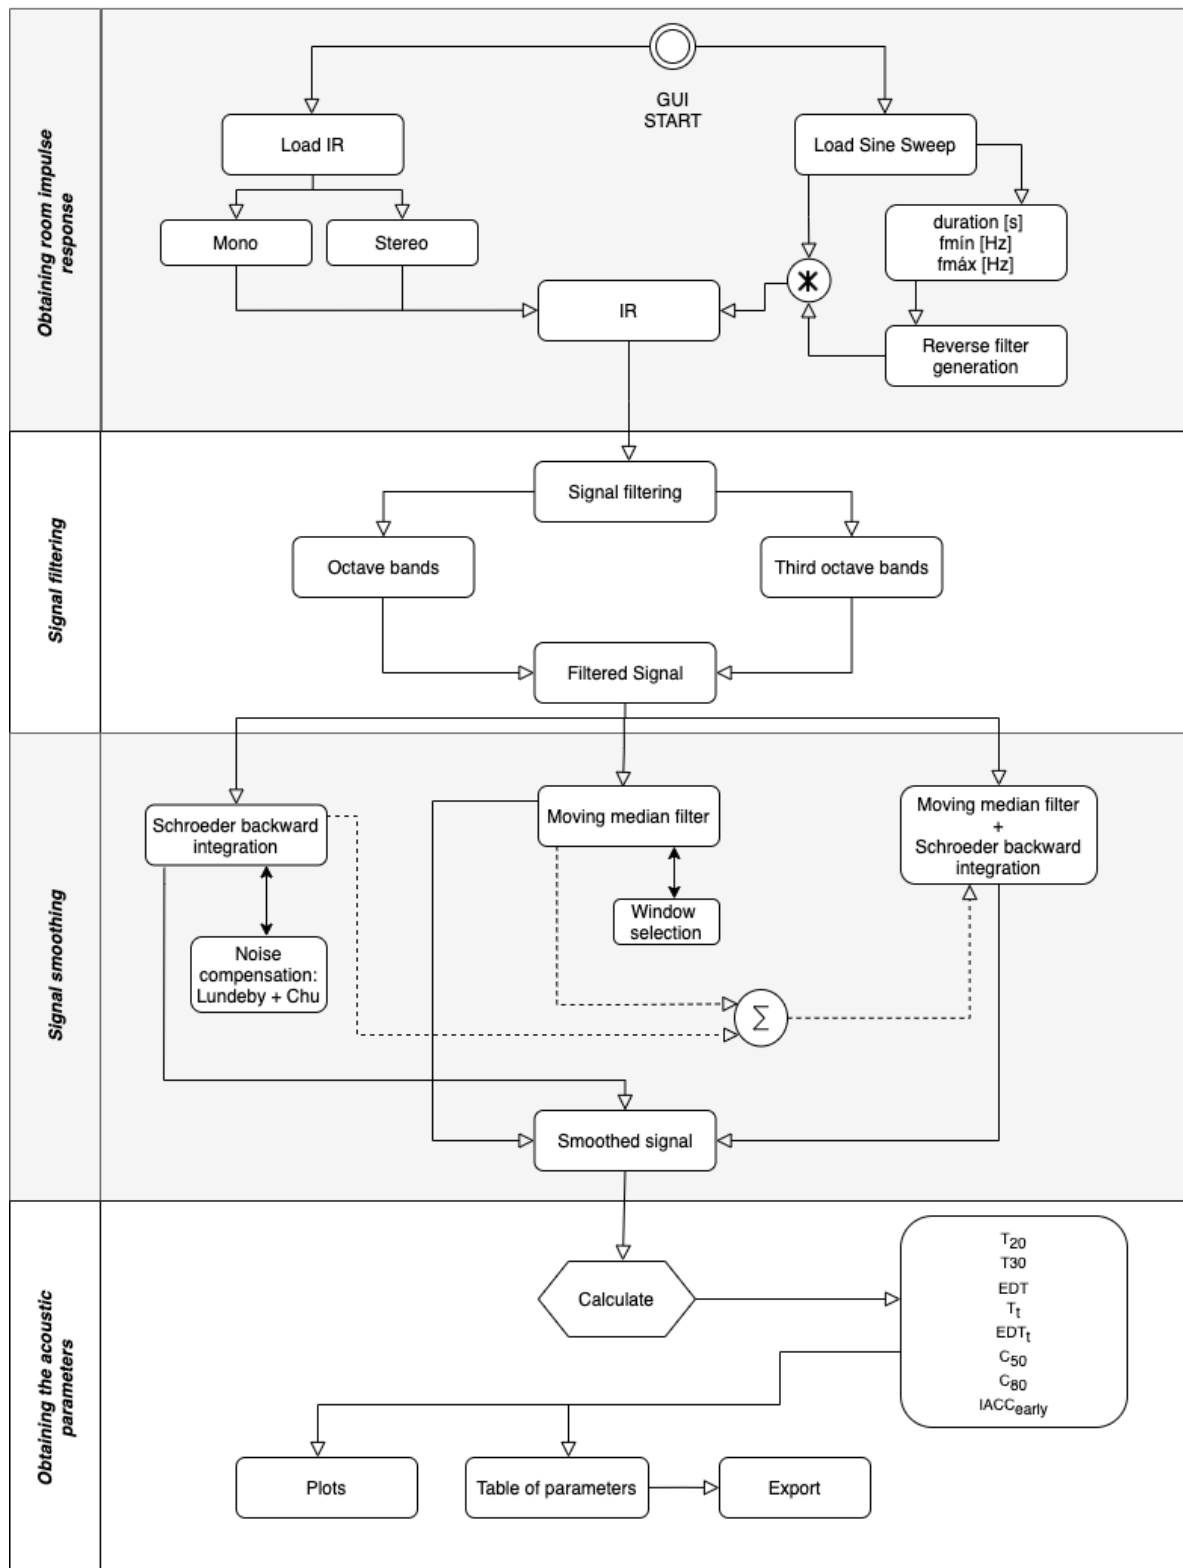 Obtaining room impulse
response
GUI
START
Load IR
Load Sine Sweep
Mono
Stereo
duration [s]
fmín [Hz]
fmáx [Hz]
IR
Reverse filter
generation
Signal filtering
Signal filtering
Octave bands
Third octave bands
Filtered Signal
Signal smoothing
Schroeder backward
integration
Moving median filter
Moving median filter
+
Schroeder backward
integration
Window
selection
Noise
compensation:
Lundeby + Chu
Σ
Smoothed signal
Obtaining the acoustic
parameters
Calculate
T20
T30
EDT
Tt
EDTt
C50
C80
IACCearly
Plots
Table of parameters
Export